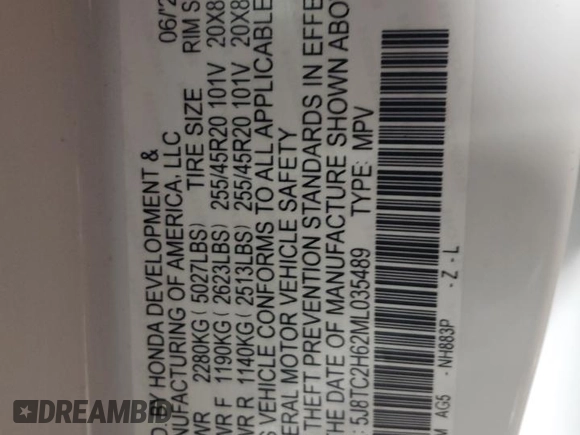 D. BY HONDA DEVELOPMENT &
NUFACTURING OF AMERICA, LLC 06/2
WR 2280KG ( 5027LBS) TIRE SIZE RIM S
WR F 1190KG ( 2623LBS) 255/45R20 101V 20X8
WR R 1140KG ( 2513LBS) 255/45R20 101V 20X8
S VEHICLE CONFORMS TO ALL APPLICABLE
ERAL MOTOR VEHICLE SAFETY
THEFT PREVENTION STANDARDS IN EFFE
THE DATE OF MANUFACTURE SHOWN ABO
: 5J8TC2H62ML035489 TYPE: MPV
M AG5 -NH883P -Z-L
DREAMBID